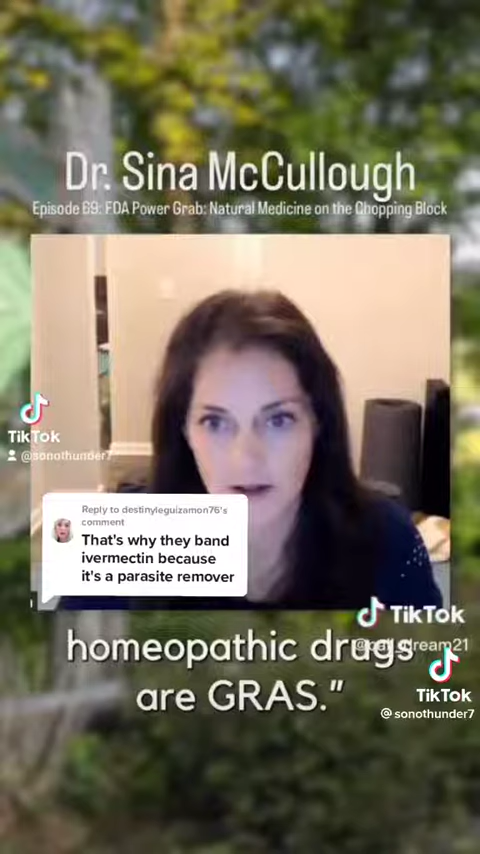 Dr. Sina McCullough
Episode 69: FDA Power Grab: Natural Medicine on the Chopping Block
TikTok
@sonothunder7
Reply to destinyleguizamon76's
comment
That's why they band
ivermectin because
it's a parasite remover
TikTok
homeopathic drugs
are GRAS."
TikTok
@sonothunder7